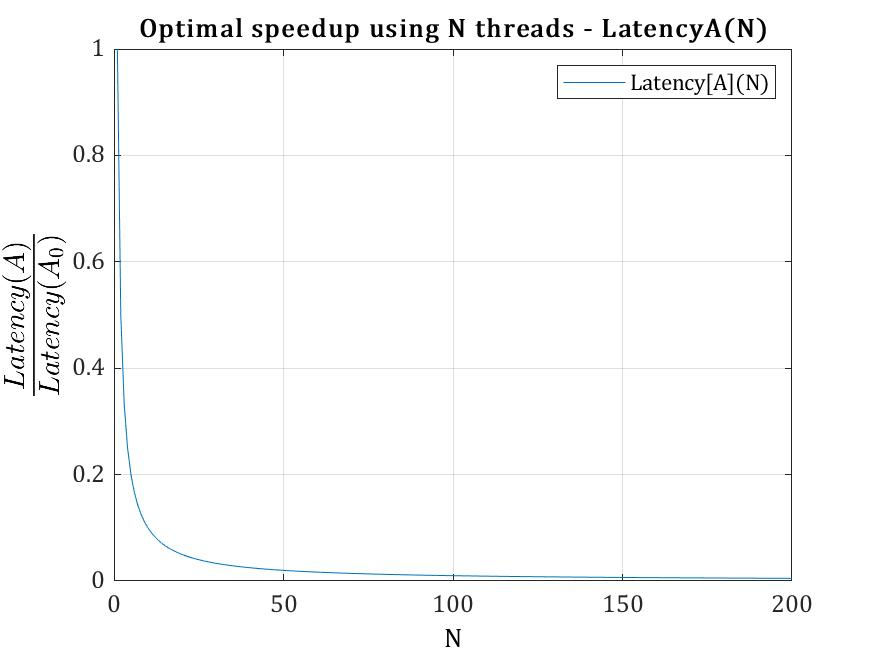 Optimal speedup using N threads - LatencyA(N)
Latency[A](N)
Latency(A)
Latency(A₀)
1
0.8
0.6
0.4
0.2
0
0 50 100 150 200
N